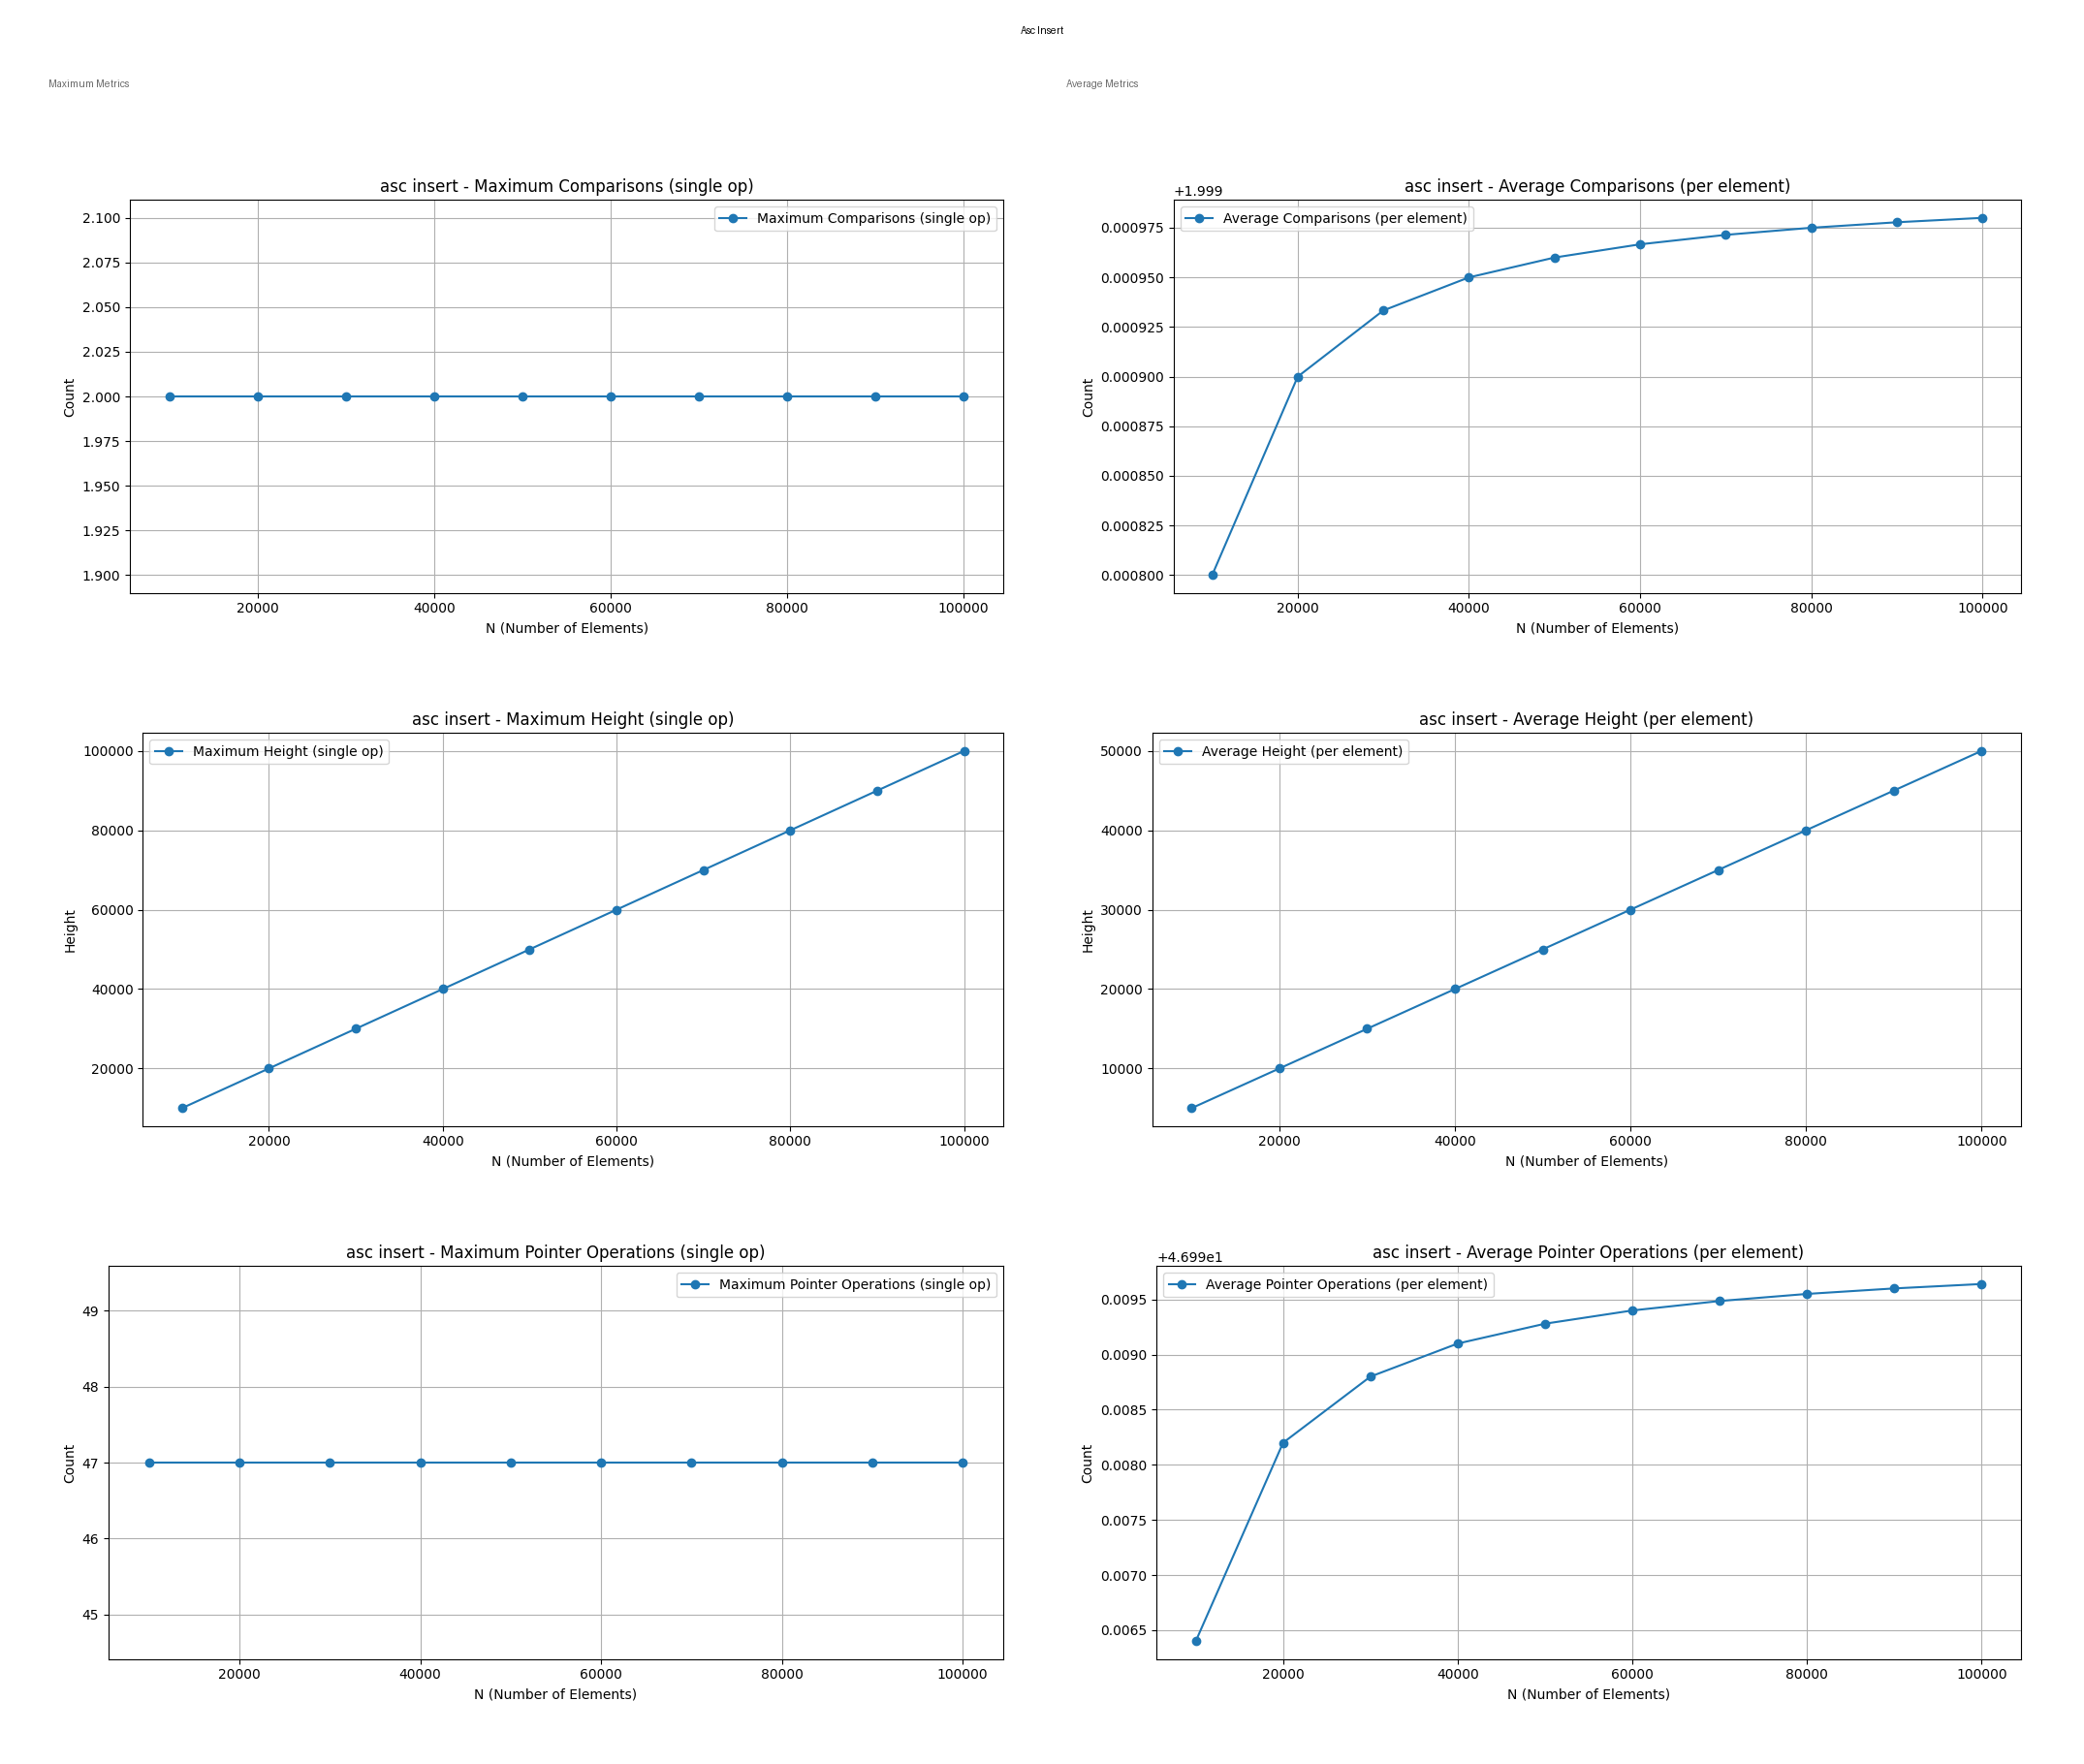 Asc Insert
Maximum Metrics
Average Metrics
asc insert - Maximum Comparisons (single op)
Maximum Comparisons (single op)
2.100
2.075
2.050
2.025
2.000
1.975
1.950
1.925
1.900
Count
20000 40000 60000 80000 100000
N (Number of Elements)
asc insert - Average Comparisons (per element)
+1.999
Average Comparisons (per element)
0.000975
0.000950
0.000925
0.000900
0.000875
0.000850
0.000825
0.000800
Count
20000 40000 60000 80000 100000
N (Number of Elements)
asc insert - Maximum Height (single op)
Maximum Height (single op)
100000
80000
60000
40000
20000
Height
20000 40000 60000 80000 100000
N (Number of Elements)
asc insert - Average Height (per element)
Average Height (per element)
50000
40000
30000
20000
10000
Height
20000 40000 60000 80000 100000
N (Number of Elements)
asc insert - Maximum Pointer Operations (single op)
Maximum Pointer Operations (single op)
49
48
47
46
45
Count
20000 40000 60000 80000 100000
N (Number of Elements)
asc insert - Average Pointer Operations (per element)
+4.699e1
Average Pointer Operations (per element)
0.0095
0.0090
0.0085
0.0080
0.0075
0.0070
0.0065
Count
20000 40000 60000 80000 100000
N (Number of Elements)